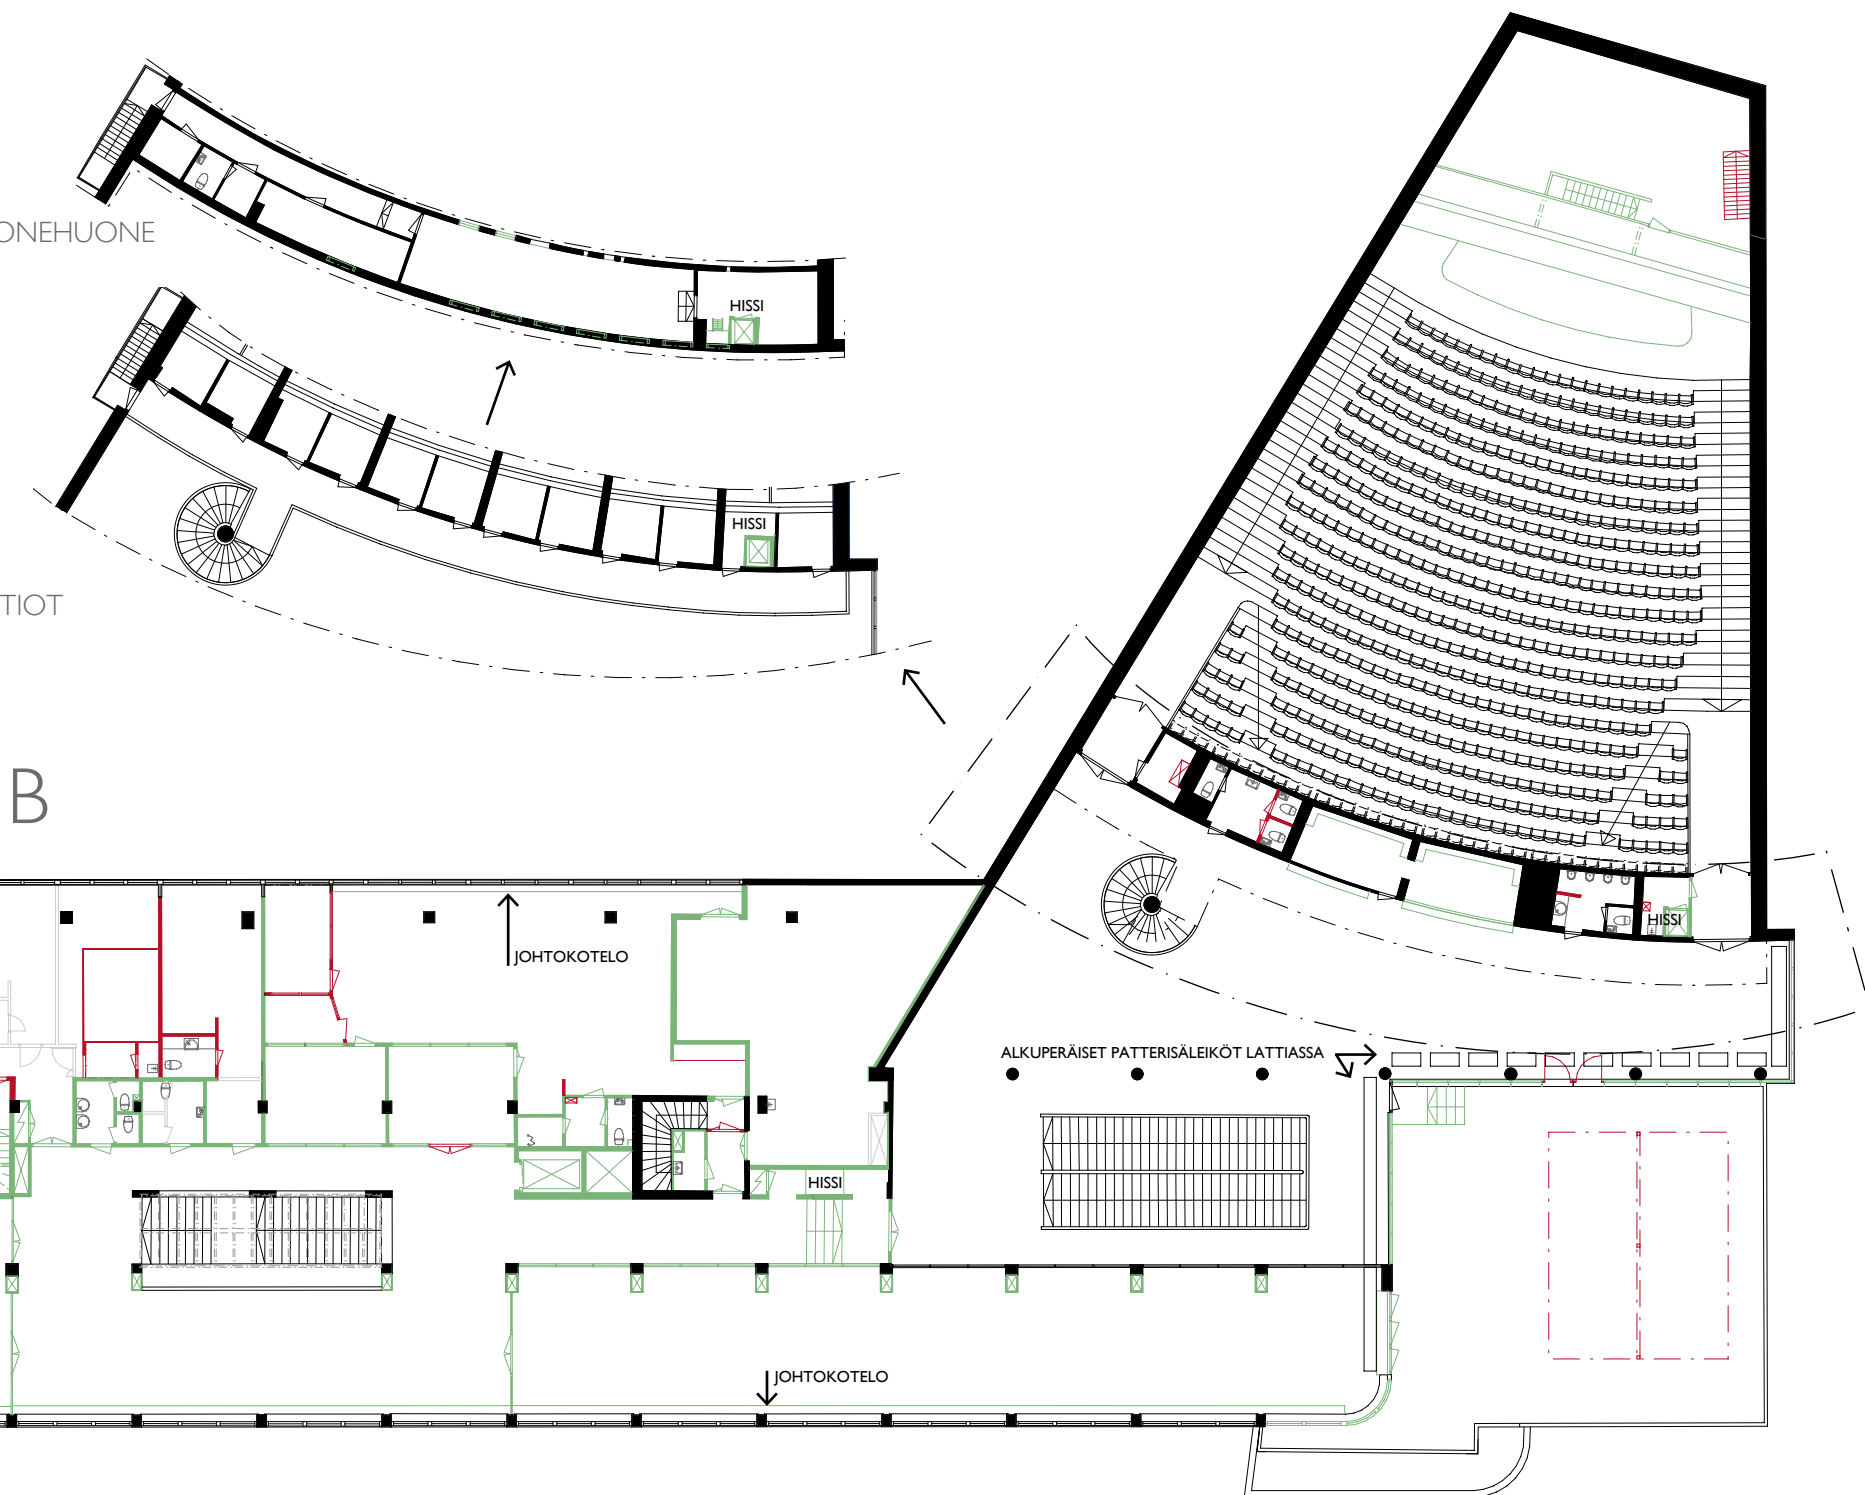 ONEHUONE
HISSI
HISSI
TIOT
B
HISSI
JOHTOKOTELO
ALKUPERÄISET PATTERISÄLEIKÖT LATTIASSA
HISSI
JOHTOKOTELO